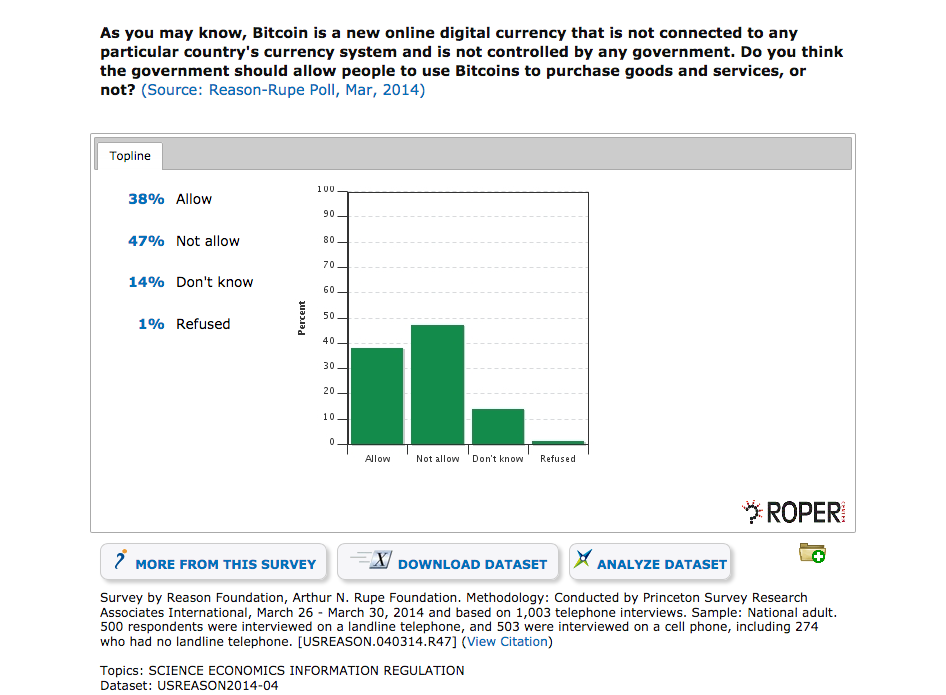 As you may know, Bitcoin is a new online digital currency that is not connected to any
particular country's currency system and is not controlled by any government. Do you think
the government should allow people to use Bitcoins to purchase goods and services, or
not? (Source: Reason-Rupe Poll, Mar, 2014)
Topline
38% Allow
47% Not allow
14% Don't know
1% Refused
Percent
100
90
80
70
60
50
40
30
20
10
0
Allow Not allow Don't know Refused
ROPER
MORE FROM THIS SURVEY DOWNLOAD DATASET ANALYZE DATASET
Survey by Reason Foundation, Arthur N. Rupe Foundation. Methodology: Conducted by Princeton Survey Research
Associates International, March 26 - March 30, 2014 and based on 1,003 telephone interviews. Sample: National adult.
500 respondents were interviewed on a landline telephone, and 503 were interviewed on a cell phone, including 274
who had no landline telephone. [USREASON.040314.R47] (View Citation)
Topics: SCIENCE ECONOMICS INFORMATION REGULATION
Dataset: USREASON2014-04